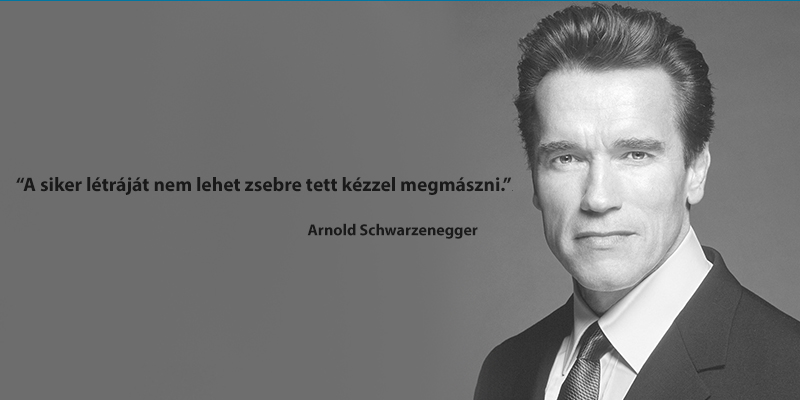 “A siker létráját nem lehet zsebre tett kézzel megmászni.”
Arnold Schwarzenegger